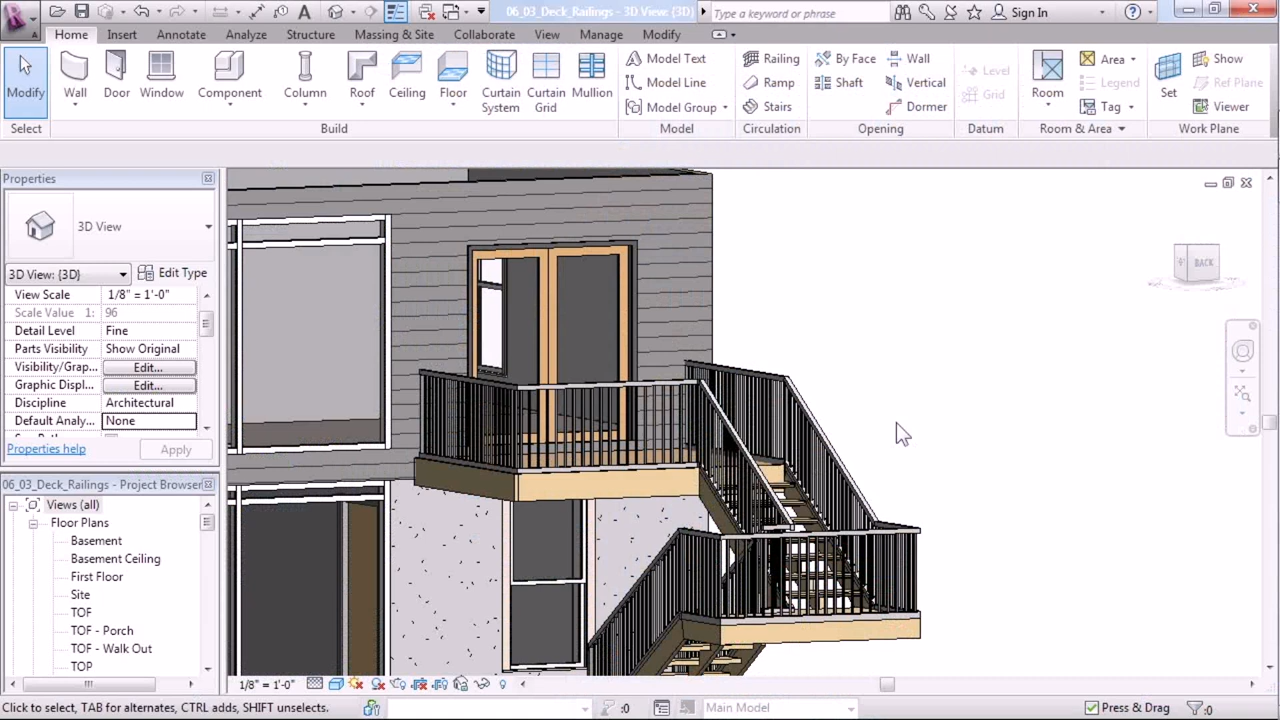 06_03_Deck_Railings - 3D View: {3D}
Type a keyword or phrase
Sign In
Home Insert Annotate Analyze Structure Massing & Site Collaborate View Manage Modify
Modify
Wall
Door
Window
Component
Column
Roof
Ceiling
Floor
Curtain System
Curtain Grid
Mullion
Model Text
Model Line
Model Group
Railing
Ramp
Stairs
By Face
Shaft
Wall
Vertical
Dormer
Level
Grid
Room
Area
Legend
Tag
Set
Show
Ref Plane
Viewer
Select Build Model Circulation Opening Datum Room & Area Work Plane
Properties
3D View
3D View: {3D} Edit Type
View Scale 1/8" = 1'-0"
Scale Value 1: 96
Detail Level Fine
Parts Visibility Show Original
Visibility/Grap... Edit...
Graphic Displ... Edit...
Discipline Architectural
Default Analy... None
Properties help Apply
06_03_Deck_Railings - Project Browser
Views (all)
Floor Plans
Basement
Basement Ceiling
First Floor
Site
TOF
TOF - Porch
TOF - Walk Out
TOP
BACK
1/8" = 1'-0"
Click to select, TAB for alternates, CTRL adds, SHIFT unselects.
:0
Main Model
Press & Drag
:0